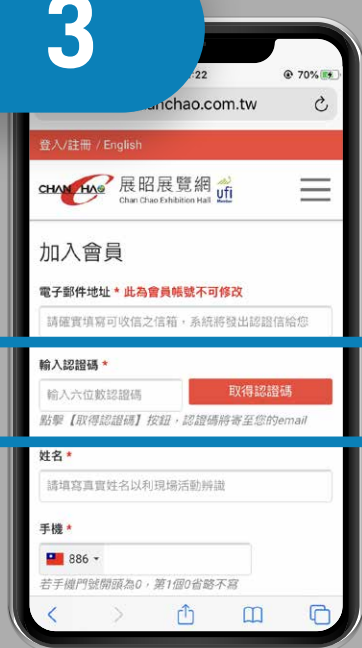 3
:22
70%
anchao.com.tw
登入/註冊 / English
CHAN CHAO 展昭展覽網 ufi
Chan Chao Exhibition Hall Member
加入會員
電子郵件地址 * 此為會員帳號不可修改
請確實填寫可收信之信箱，系統將發出認證信給您
輸入認證碼 *
輸入六位數認證碼 取得認證碼
點擊【取得認證碼】按鈕，認證碼將寄至您的email
姓名 *
請填寫真實姓名以利現場活動辨識
手機 *
886
若手機門號開頭為0，第1個0省略不寫